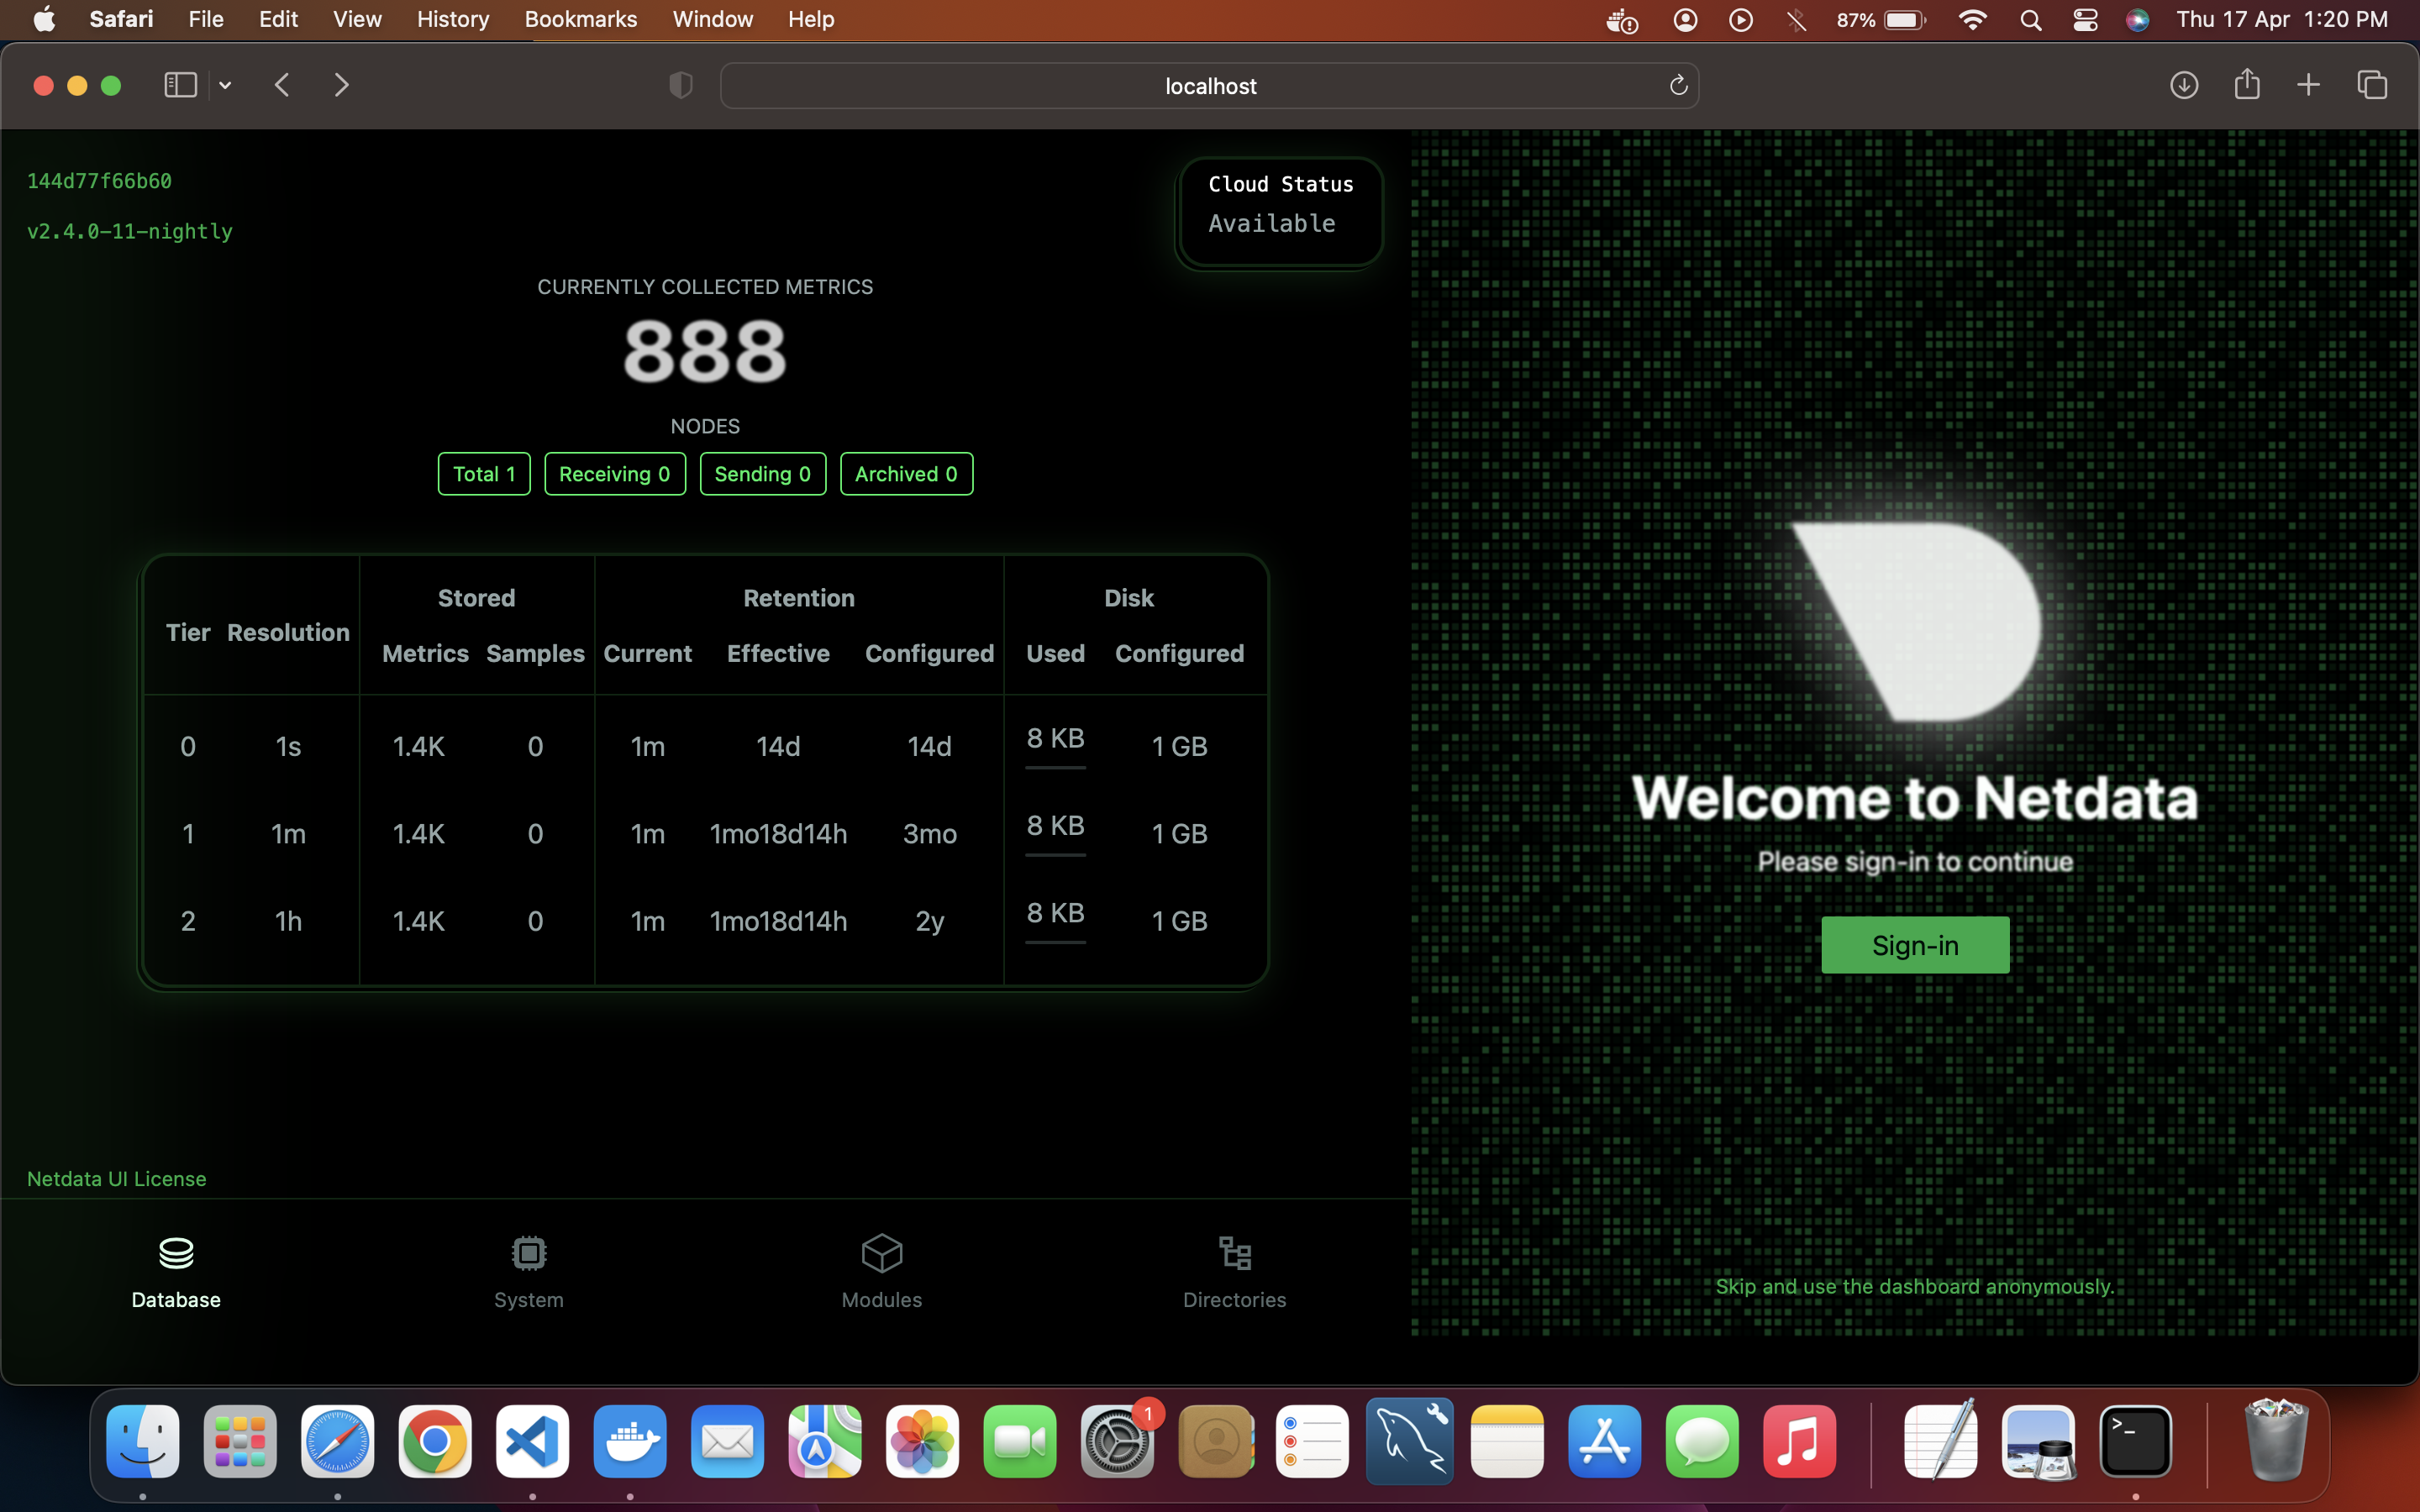 Safari File Edit View History Bookmarks Window Help 87% Thu 17 Apr 1:20 PM
localhost
144d77f66b60
v2.4.0-11-nightly
Cloud Status
Available
CURRENTLY COLLECTED METRICS
888
NODES
Total 1 Receiving 0 Sending 0 Archived 0
Stored Retention Disk
Tier Resolution
Metrics Samples Current Effective Configured Used Configured
0 1s 1.4K 0 1m 14d 14d 8 KB 1 GB
1 1m 1.4K 0 1m 1mo18d14h 3mo 8 KB 1 GB
2 1h 1.4K 0 1m 1mo18d14h 2y 8 KB 1 GB
Netdata UI License
Database System Modules Directories
Welcome to Netdata
Please sign-in to continue
Sign-in
Skip and use the dashboard anonymously.
1
>_